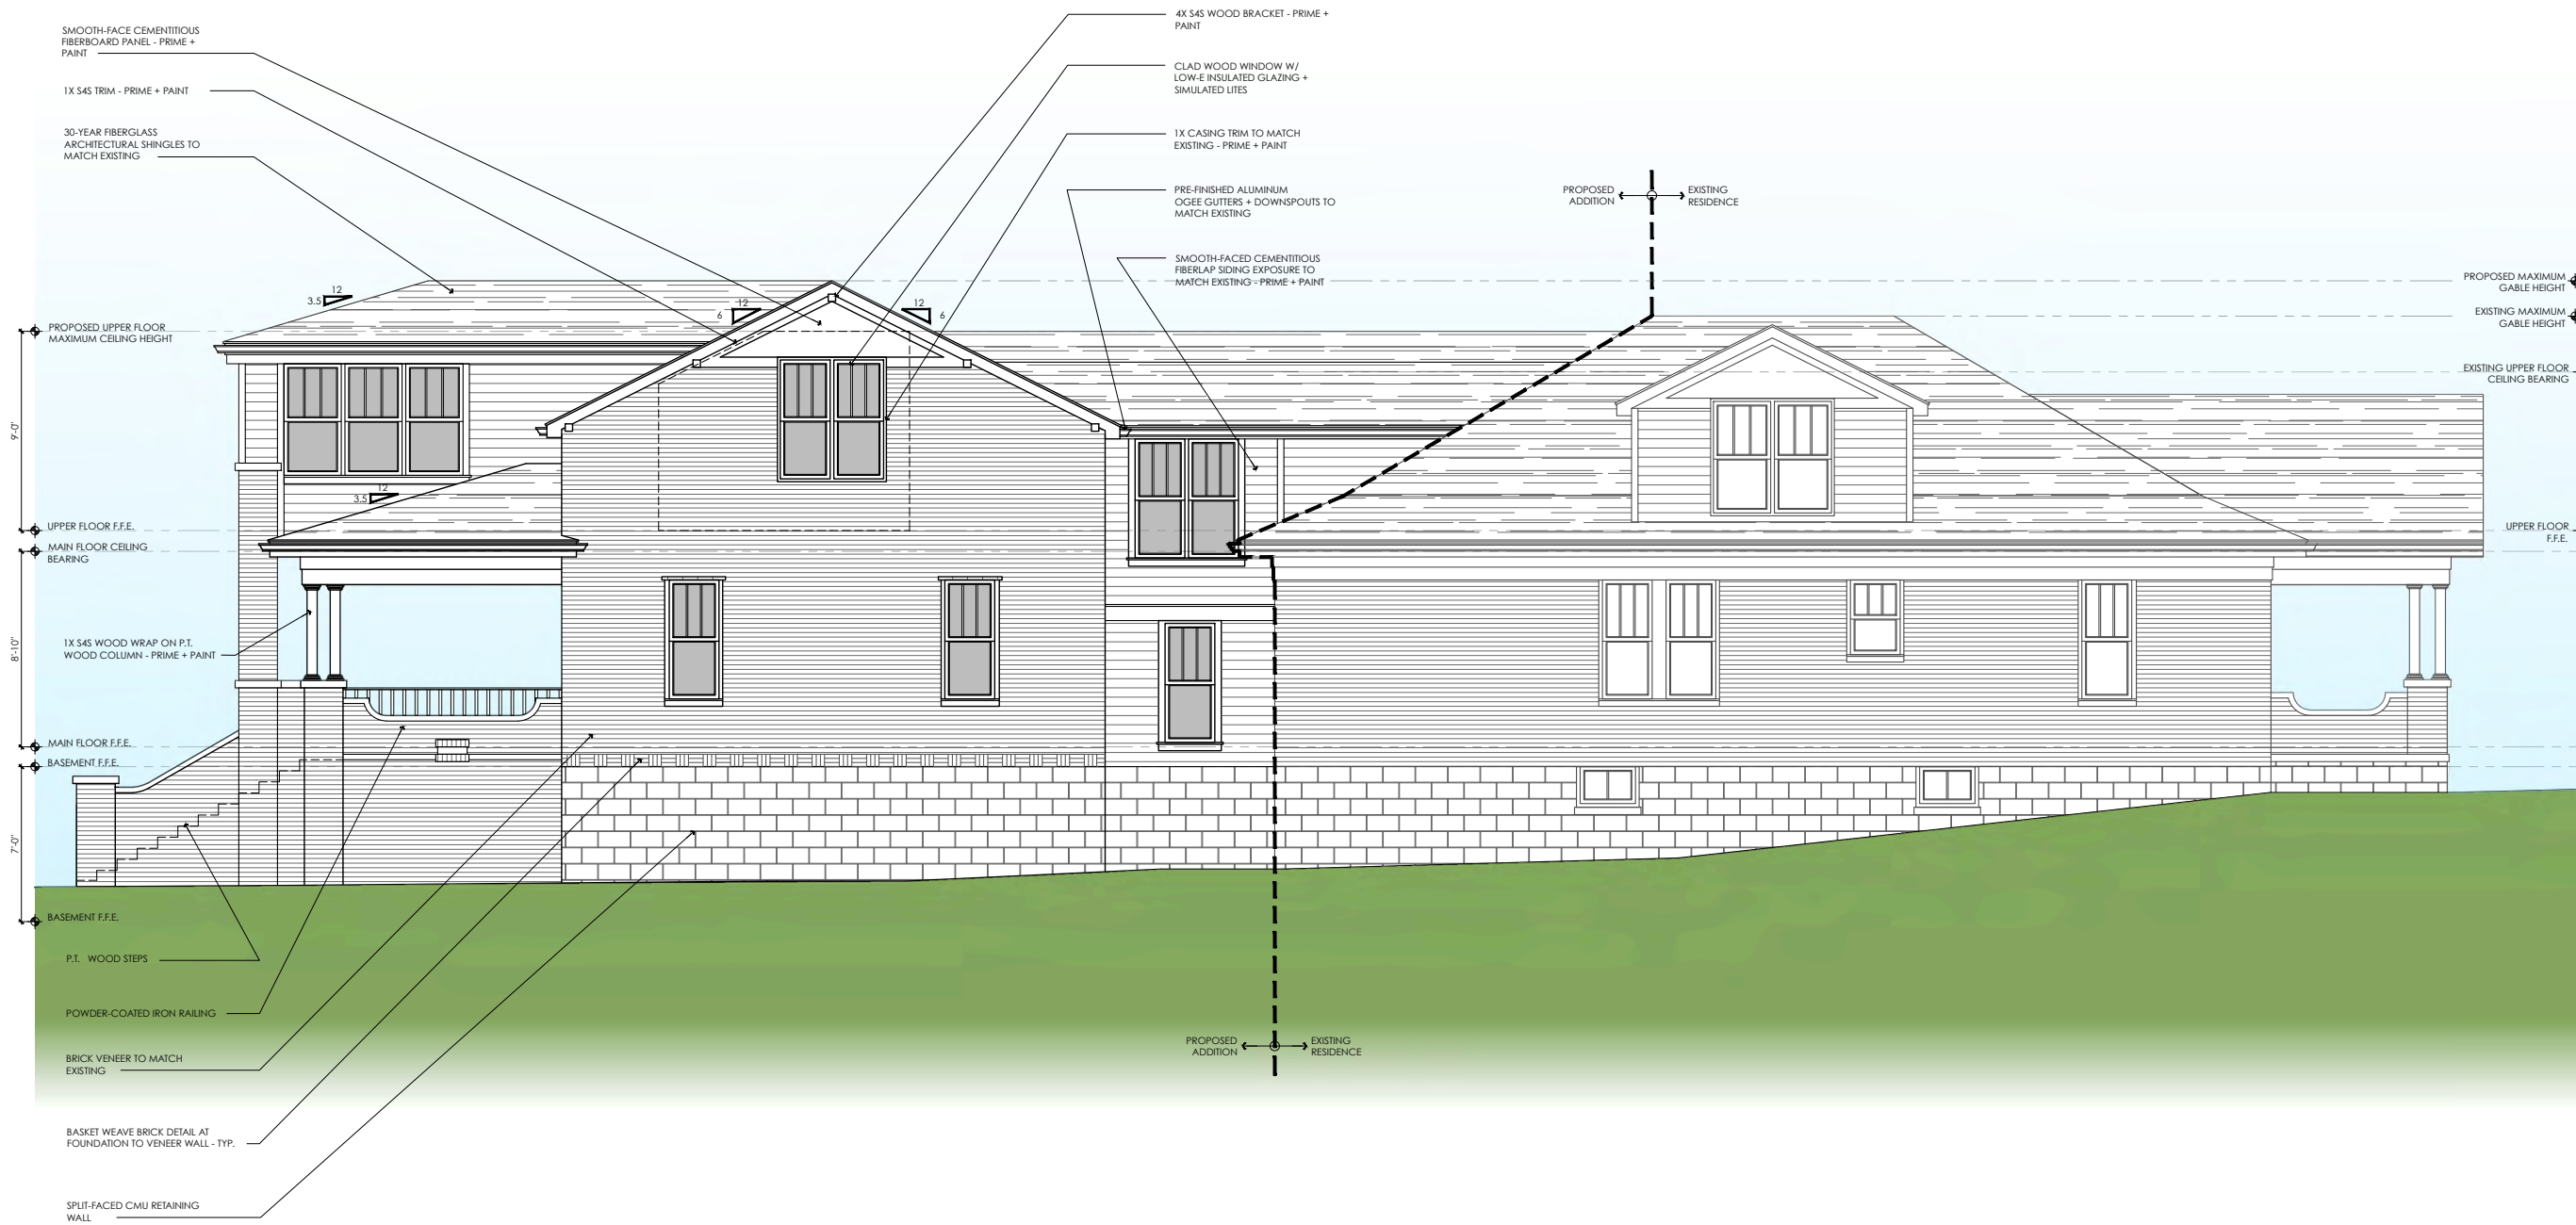 SMOOTH-FACE CEMENTITIOUS
FIBERBOARD PANEL - PRIME +
PAINT
1X S4S TRIM - PRIME + PAINT
30-YEAR FIBERGLASS
ARCHITECTURAL SHINGLES TO
MATCH EXISTING
4X S4S WOOD BRACKET - PRIME +
PAINT
CLAD WOOD WINDOW W/
LOW-E INSULATED GLAZING +
SIMULATED LITES
1X CASING TRIM TO MATCH
EXISTING - PRIME + PAINT
PRE-FINISHED ALUMINUM
OGEE GUTTERS + DOWNSPOUTS TO
MATCH EXISTING
SMOOTH-FACED CEMENTITIOUS
FIBERLAP SIDING EXPOSURE TO
MATCH EXISTING - PRIME + PAINT
PROPOSED
ADDITION
EXISTING
RESIDENCE
PROPOSED MAXIMUM
GABLE HEIGHT
EXISTING MAXIMUM
GABLE HEIGHT
EXISTING UPPER FLOOR
CEILING BEARING
UPPER FLOOR
F.F.E.
12
3.5
12
6
12
6
12
3.5
PROPOSED UPPER FLOOR
MAXIMUM CEILING HEIGHT
9'-0"
UPPER FLOOR F.F.E.
MAIN FLOOR CEILING
BEARING
8'-10"
1X S4S WOOD WRAP ON P.T.
WOOD COLUMN - PRIME + PAINT
MAIN FLOOR F.F.E.
BASEMENT F.F.E.
7'-0"
BASEMENT F.F.E.
P.T. WOOD STEPS
POWDER-COATED IRON RAILING
BRICK VENEER TO MATCH
EXISTING
BASKET WEAVE BRICK DETAIL AT
FOUNDATION TO VENEER WALL - TYP.
SPLIT-FACED CMU RETAINING
WALL
PROPOSED
ADDITION
EXISTING
RESIDENCE